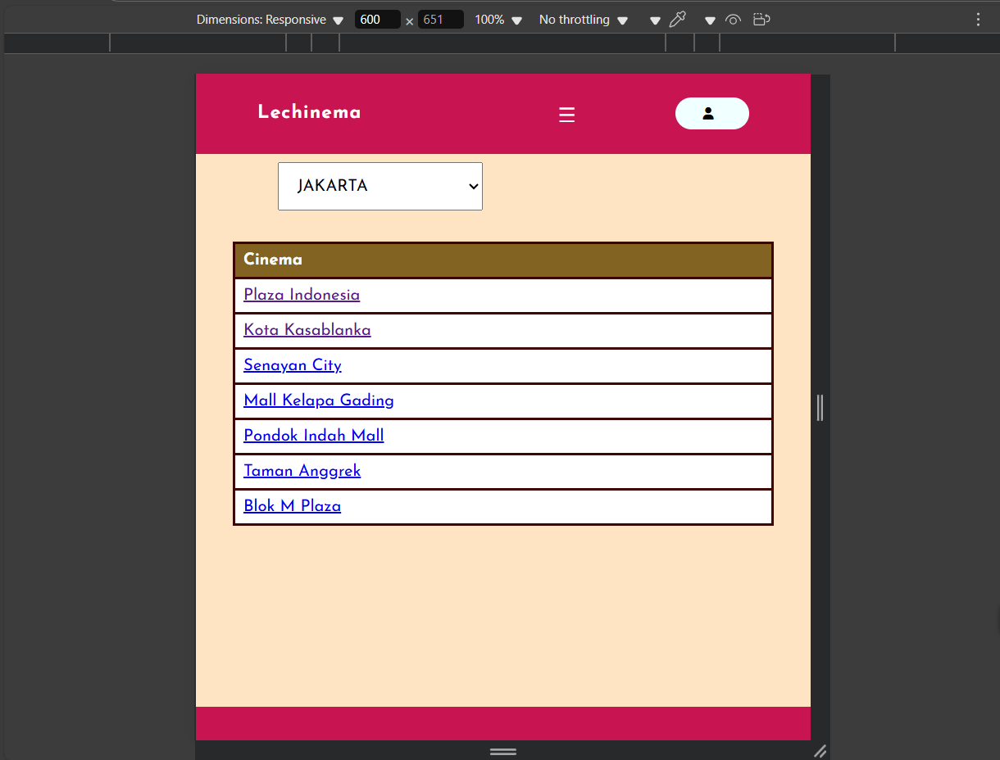 Dimensions: Responsive 600 × 651 100% No throttling
Lechinema
JAKARTA
Cinema
Plaza Indonesia
Kota Kasablanka
Senayan City
Mall Kelapa Gading
Pondok Indah Mall
Taman Anggrek
Blok M Plaza